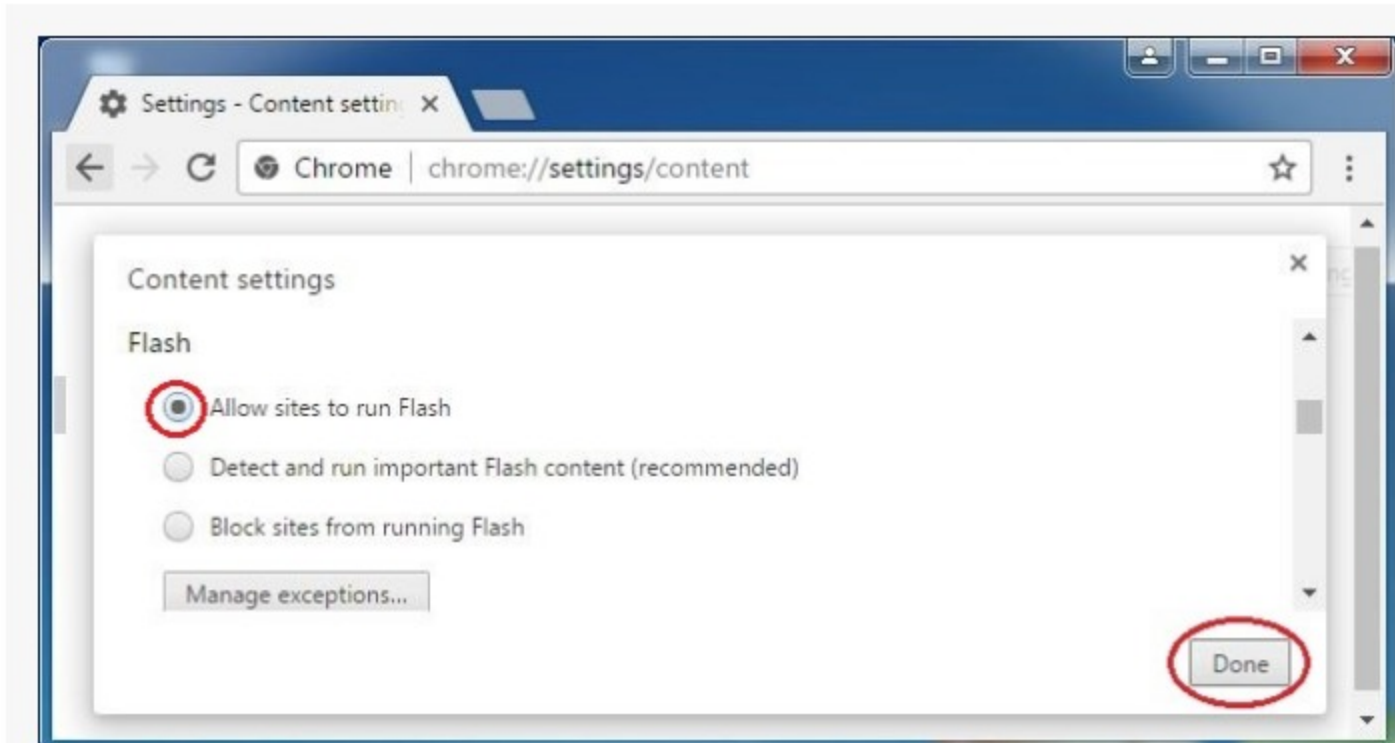 Settings - Content settin
Chrome | chrome://settings/content
Content settings
Flash
Allow sites to run Flash
Detect and run important Flash content (recommended)
Block sites from running Flash
Manage exceptions...
Done